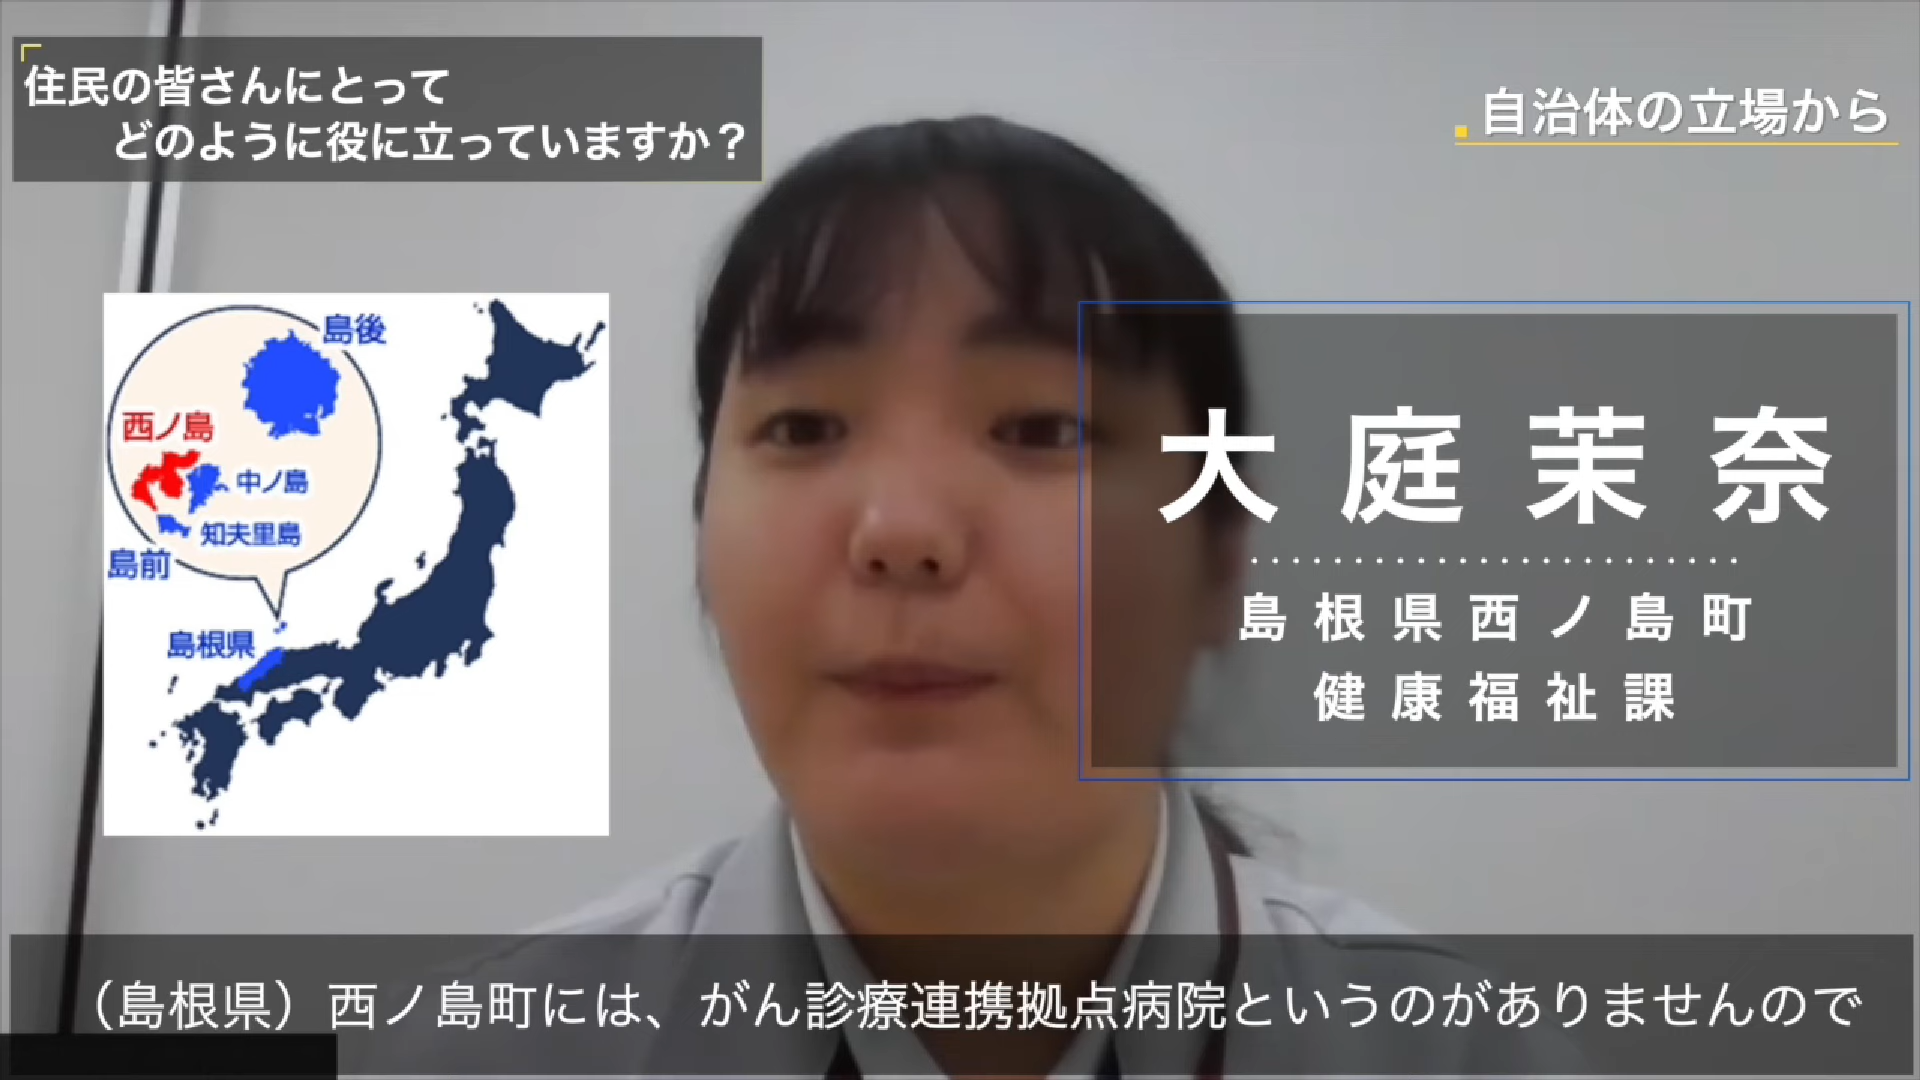 住民の皆さんにとって
どのように役に立っていますか？
自治体の立場から
島後
西ノ島
中ノ島
知夫里島
島前
島根県
大庭茉奈
島根県西ノ島町
健康福祉課
（島根県）西ノ島町には、がん診療連携拠点病院というのがありませんので